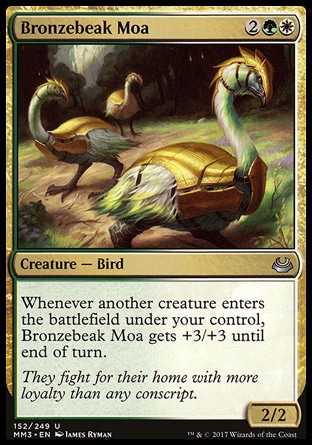 Bronzebeak Moa 2
Creature — Bird
Whenever another creature enters
the battlefield under your control,
Bronzebeak Moa gets +3/+3 until
end of turn.
They fight for their home with more
loyalty than any conscript.
2/2
152/249 U
MM3 • EN James Ryman ™ & © 2017 Wizards of the Coast